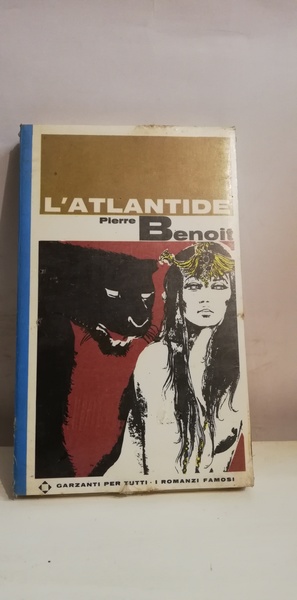 L'ATLANTIDE
Pierre Benoit
GARZANTI PER TUTTI · I ROMANZI FAMOSI